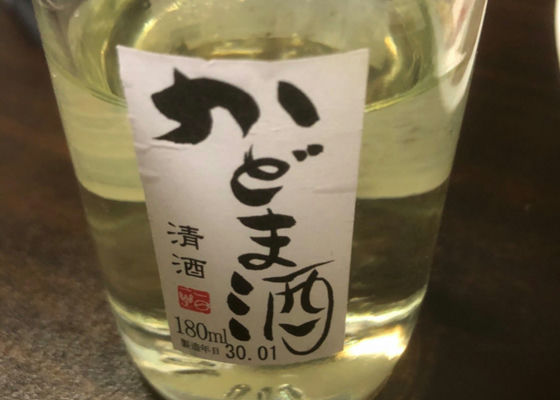 かどま酒
清酒
180ml
製造年月 30.01